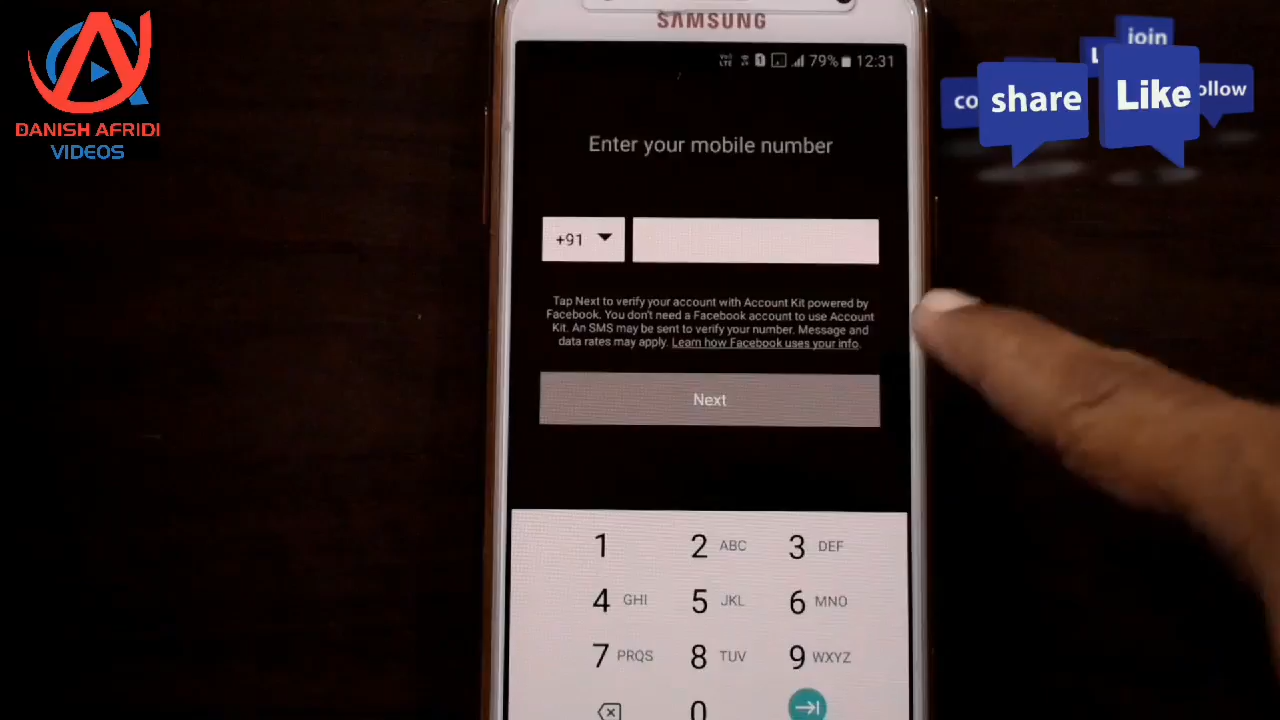 DANISH AFRIDI
VIDEOS
SAMSUNG
79% 12:31
join
share
Like
Enter your mobile number
+91
Tap Next to verify your account with Account Kit powered by
Facebook. You don't need a Facebook account to use Account
Kit. An SMS may be sent to verify your number. Message and
data rates may apply. Learn how Facebook uses your info.
Next
1 2 ABC 3 DEF
4 GHI 5 JKL 6 MNO
7 PRQS 8 TUV 9 WXYZ
0